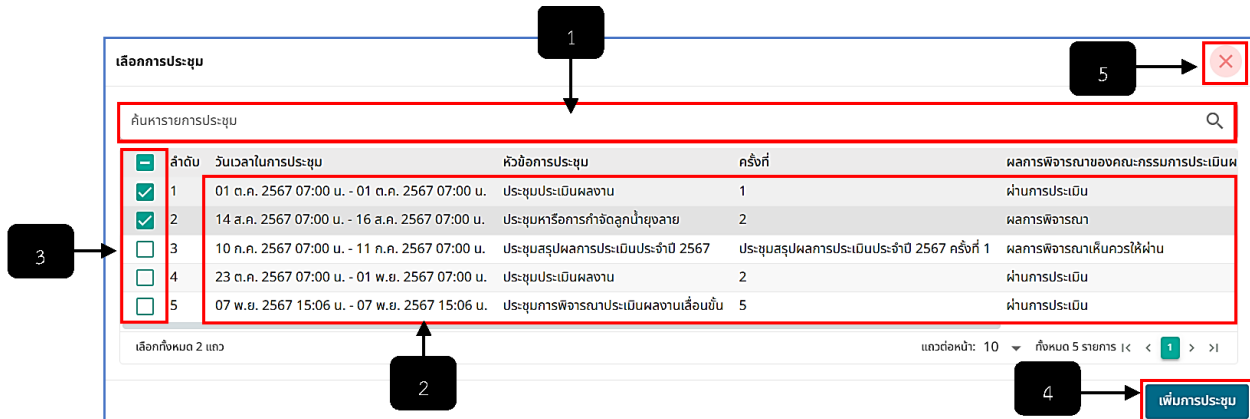 1
เลือกการประชุม
5
ค้นหารายการประชุม
ลำดับ วันเวลาในการประชุม หัวข้อการประชุม ครั้งที่ ผลการพิจารณาของคณะกรรมการประเมินผ
1 01 ต.ค. 2567 07:00 น. - 01 ต.ค. 2567 07:00 น. ประชุมประเมินผลงาน 1 ผ่านการประเมิน
2 14 ส.ค. 2567 07:00 น. - 16 ส.ค. 2567 07:00 น. ประชุมหารือการกำจัดลูกน้ำยุงลาย 2 ผลการพิจารณา
3
3 10 ก.ค. 2567 07:00 น. - 11 ก.ค. 2567 07:00 น. ประชุมสรุปผลการประเมินประจำปี 2567 ประชุมสรุปผลการประเมินประจำปี 2567 ครั้งที่ 1 ผลการพิจารณาเห็นควรให้ผ่าน
4 23 ต.ค. 2567 07:00 น. - 01 พ.ย. 2567 07:00 น. ประชุมประเมินผลงาน 2 ผ่านการประเมิน
5 07 พ.ย. 2567 15:06 น. - 07 พ.ย. 2567 15:06 น. ประชุมการพิจารณาประเมินผลงานเลื่อนขั้น 5 ผ่านการประเมิน
เลือกทั้งหมด 2 แถว แถวต่อหน้า: 10 ทั้งหมด 5 รายการ |< < 1 > >|
2
4
เพิ่มการประชุม